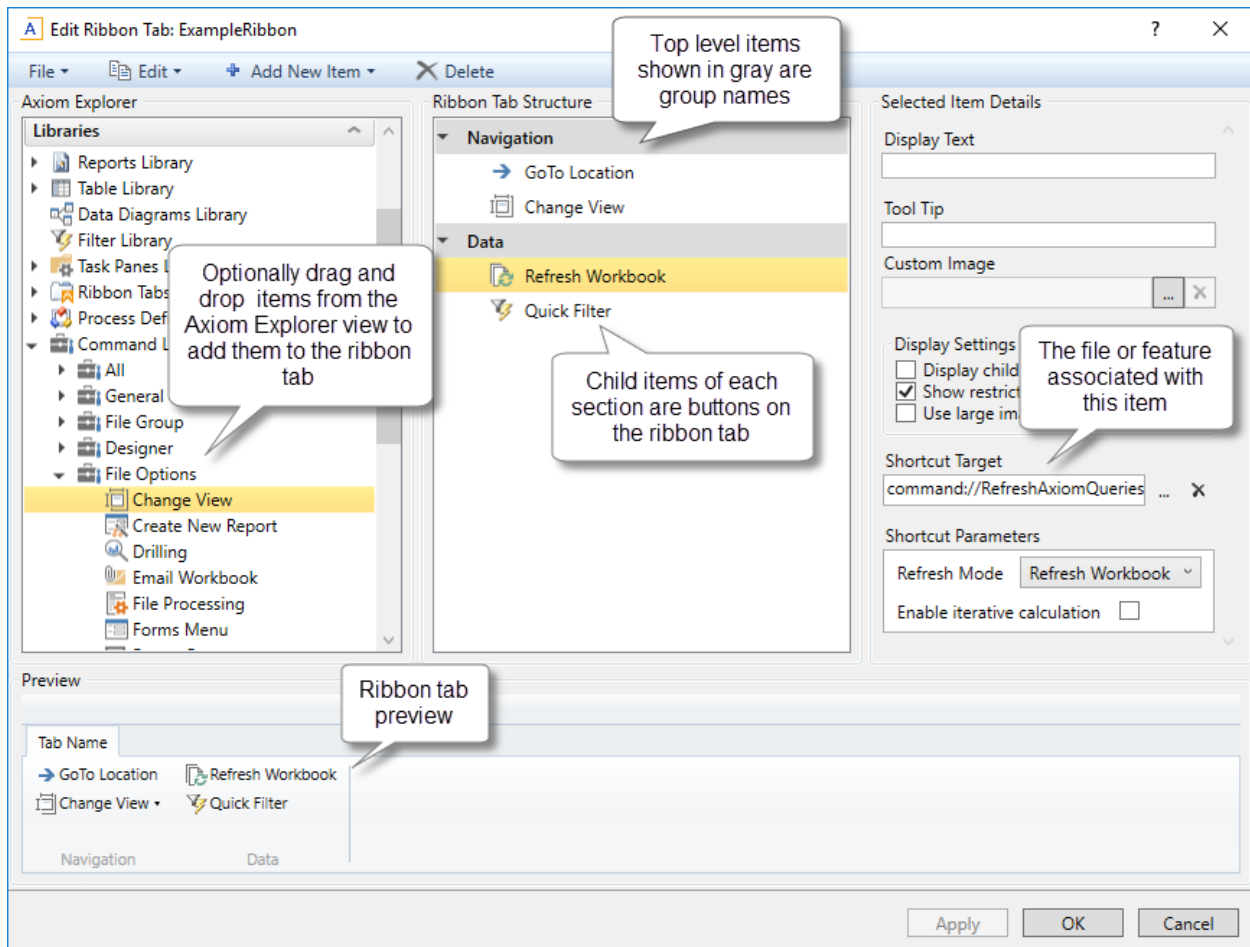 A Edit Ribbon Tab: ExampleRibbon ?
File Edit Add New Item Delete
Axiom Explorer
Libraries
Reports Library
Table Library
Data Diagrams Library
Filter Library
Task Panes L
Ribbon Tabs
Process Def
Command L
All
General
File Group
Designer
File Options
Change View
Create New Report
Drilling
Email Workbook
File Processing
Forms Menu
Optionally drag and
drop items from the
Axiom Explorer view to
add them to the ribbon
tab
Ribbon Tab Structure
Navigation
GoTo Location
Change View
Data
Refresh Workbook
Quick Filter
Top level items
shown in gray are
group names
Child items of each
section are buttons on
the ribbon tab
Selected Item Details
Display Text
Tool Tip
Custom Image
...
Display Settings
Display child
Show restrict
Use large im
The file or feature
associated with
this item
Shortcut Target
command://RefreshAxiomQueries ...
Shortcut Parameters
Refresh Mode Refresh Workbook
Enable iterative calculation
Preview
Ribbon tab
preview
Tab Name
GoTo Location Refresh Workbook
Change View Quick Filter
Navigation Data
Apply OK Cancel